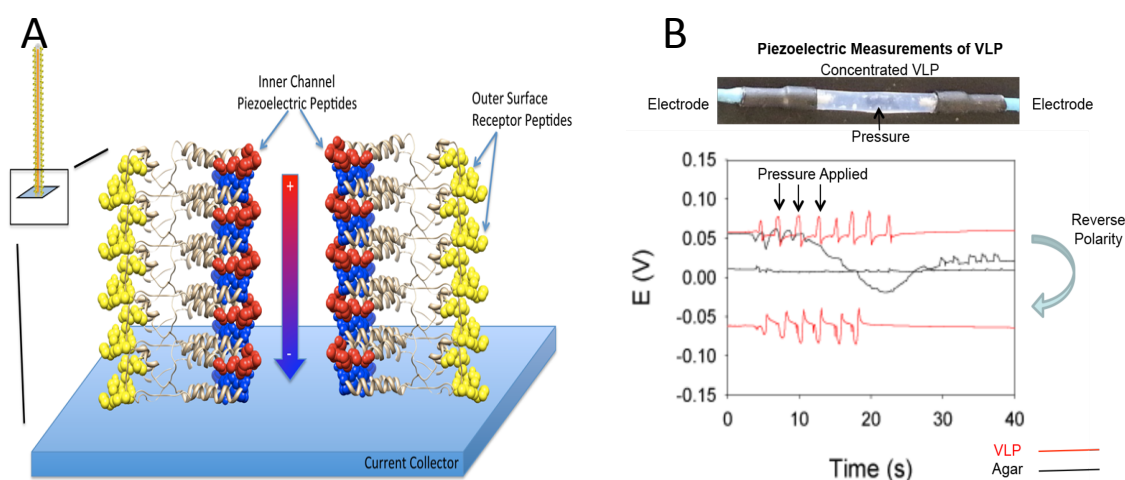 A
Inner Channel
Piezoelectric Peptides
Outer Surface
Receptor Peptides
+
-
Current Collector
B
Piezoelectric Measurements of VLP
Concentrated VLP
Electrode
Electrode
Pressure
0.15
0.10
0.05
0.00
-0.05
-0.10
-0.15
E (V)
Pressure Applied
Reverse
Polarity
0 10 20 30 40
Time (s)
VLP
Agar